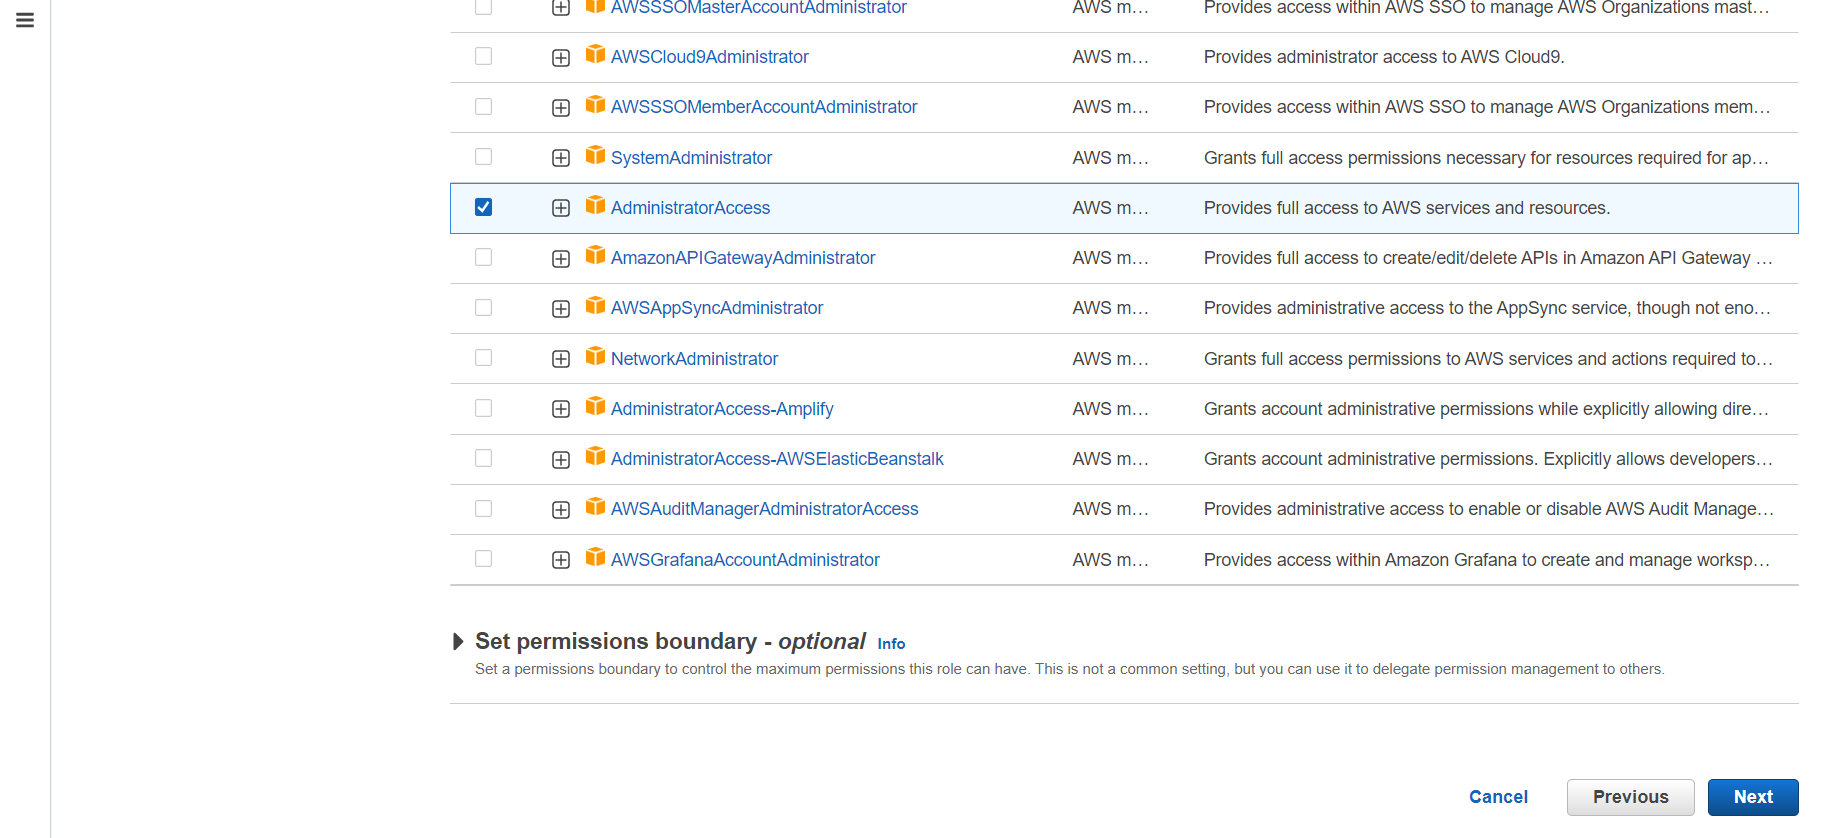 AWSSSOMasterAccountAdministrator AWS m... Provides access within AWS SSO to manage AWS Organizations mast...
AWSCloud9Administrator AWS m... Provides administrator access to AWS Cloud9.
AWSSSOMemberAccountAdministrator AWS m... Provides access within AWS SSO to manage AWS Organizations mem...
SystemAdministrator AWS m... Grants full access permissions necessary for resources required for ap...
AdministratorAccess AWS m... Provides full access to AWS services and resources.
AmazonAPIGatewayAdministrator AWS m... Provides full access to create/edit/delete APIs in Amazon API Gateway ...
AWSAppSyncAdministrator AWS m... Provides administrative access to the AppSync service, though not eno...
NetworkAdministrator AWS m... Grants full access permissions to AWS services and actions required to...
AdministratorAccess-Amplify AWS m... Grants account administrative permissions while explicitly allowing dire...
AdministratorAccess-AWSElasticBeanstalk AWS m... Grants account administrative permissions. Explicitly allows developers...
AWSAuditManagerAdministratorAccess AWS m... Provides administrative access to enable or disable AWS Audit Manage...
AWSGrafanaAccountAdministrator AWS m... Provides access within Amazon Grafana to create and manage worksp...
Set permissions boundary - optional Info
Set a permissions boundary to control the maximum permissions this role can have. This is not a common setting, but you can use it to delegate permission management to others.
Cancel Previous Next